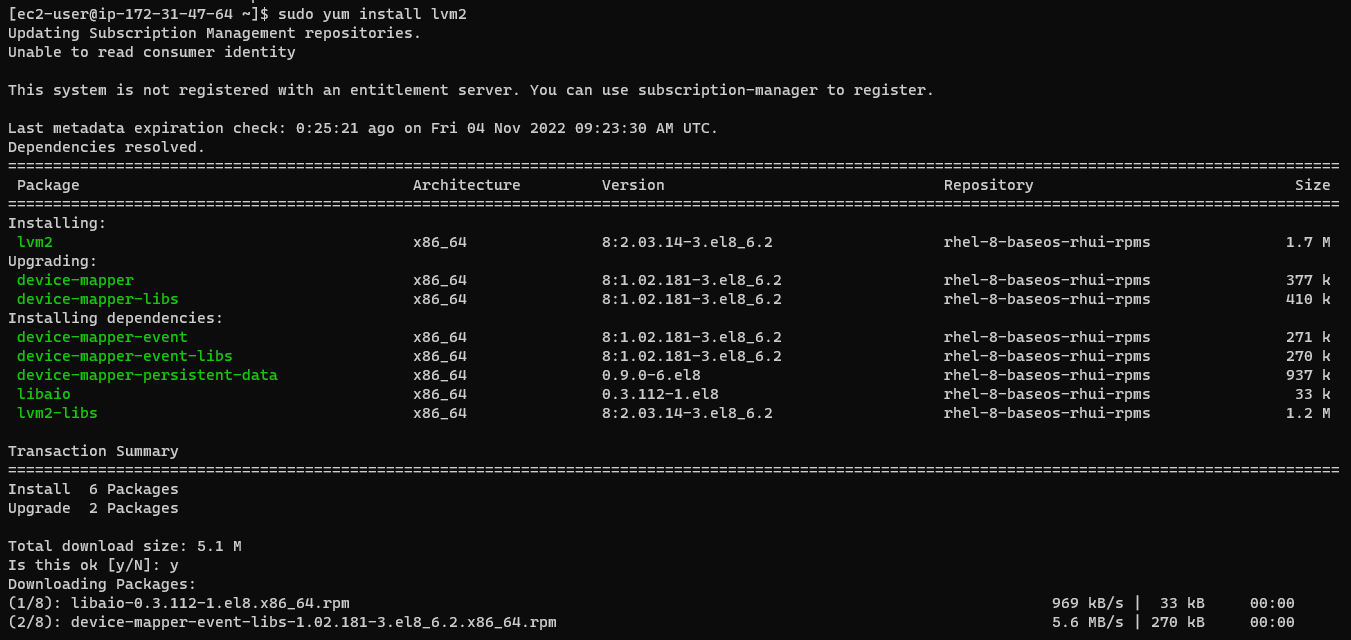 [ec2-user@ip-172-31-47-64 ~]$ sudo yum install lvm2
Updating Subscription Management repositories.
Unable to read consumer identity
This system is not registered with an entitlement server. You can use subscription-manager to register.
Last metadata expiration check: 0:25:21 ago on Fri 04 Nov 2022 09:23:30 AM UTC.
Dependencies resolved.
====================================================================================================================================================
Package Architecture Version Repository Size
====================================================================================================================================================
Installing:
lvm2 x86_64 8:2.03.14-3.el8_6.2 rhel-8-baseos-rhui-rpms 1.7 M
Upgrading:
device-mapper x86_64 8:1.02.181-3.el8_6.2 rhel-8-baseos-rhui-rpms 377 k
device-mapper-libs x86_64 8:1.02.181-3.el8_6.2 rhel-8-baseos-rhui-rpms 410 k
Installing dependencies:
device-mapper-event x86_64 8:1.02.181-3.el8_6.2 rhel-8-baseos-rhui-rpms 271 k
device-mapper-event-libs x86_64 8:1.02.181-3.el8_6.2 rhel-8-baseos-rhui-rpms 270 k
device-mapper-persistent-data x86_64 0.9.0-6.el8 rhel-8-baseos-rhui-rpms 937 k
libaio x86_64 0.3.112-1.el8 rhel-8-baseos-rhui-rpms 33 k
lvm2-libs x86_64 8:2.03.14-3.el8_6.2 rhel-8-baseos-rhui-rpms 1.2 M
Transaction Summary
====================================================================================================================================================
Install 6 Packages
Upgrade 2 Packages
Total download size: 5.1 M
Is this ok [y/N]: y
Downloading Packages:
(1/8): libaio-0.3.112-1.el8.x86_64.rpm 969 kB/s | 33 kB 00:00
(2/8): device-mapper-event-libs-1.02.181-3.el8_6.2.x86_64.rpm 5.6 MB/s | 270 kB 00:00